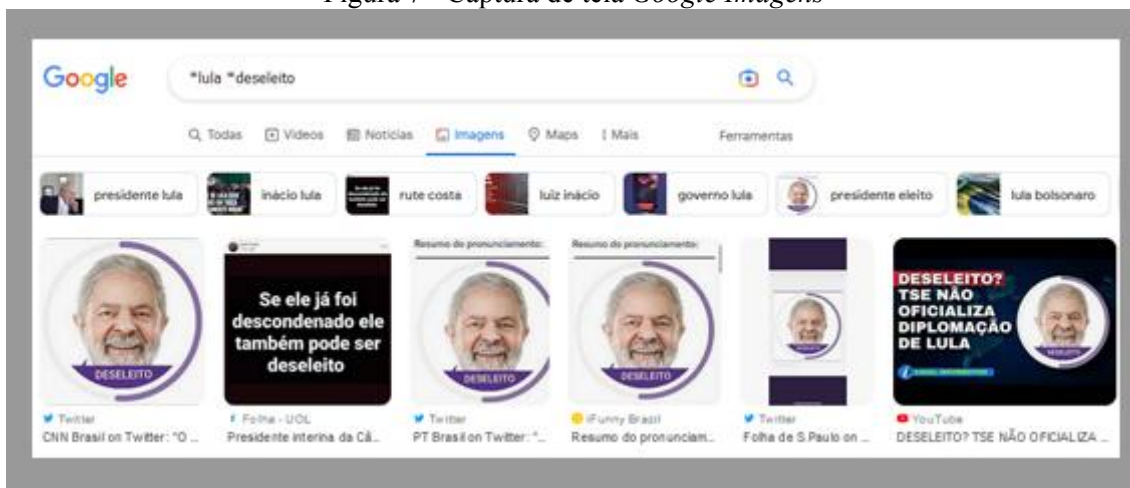 Figura 7 - Captura de tela Google Imagens
Google
*lula *deseleito
Todas
Vídeos
Notícias
Imagens
Maps
Mais
Ferramentas
presidente lula
inácio lula
rute costa
luiz inácio
governo lula
presidente eleito
lula bolsonaro
DESELEITO
Se ele já foi
descondenado ele
também pode ser
deseleito
Resumo do pronunciamento:
DESELEITO
Resumo do pronunciamento:
DESELEITO
DESELEITO?
TSE NÃO
OFICIALIZA
DIPLOMAÇÃO
DE LULA
Twitter
CNN Brasil on Twitter: "O ...
Folha - UOL
Presidente interina da Câ...
Twitter
PT Brasil on Twitter: "...
iFunny Brazil
Resumo do pronunciam...
Twitter
Folha de S.Paulo on ...
YouTube
DESELEITO? TSE NÃO OFICIALIZA ...